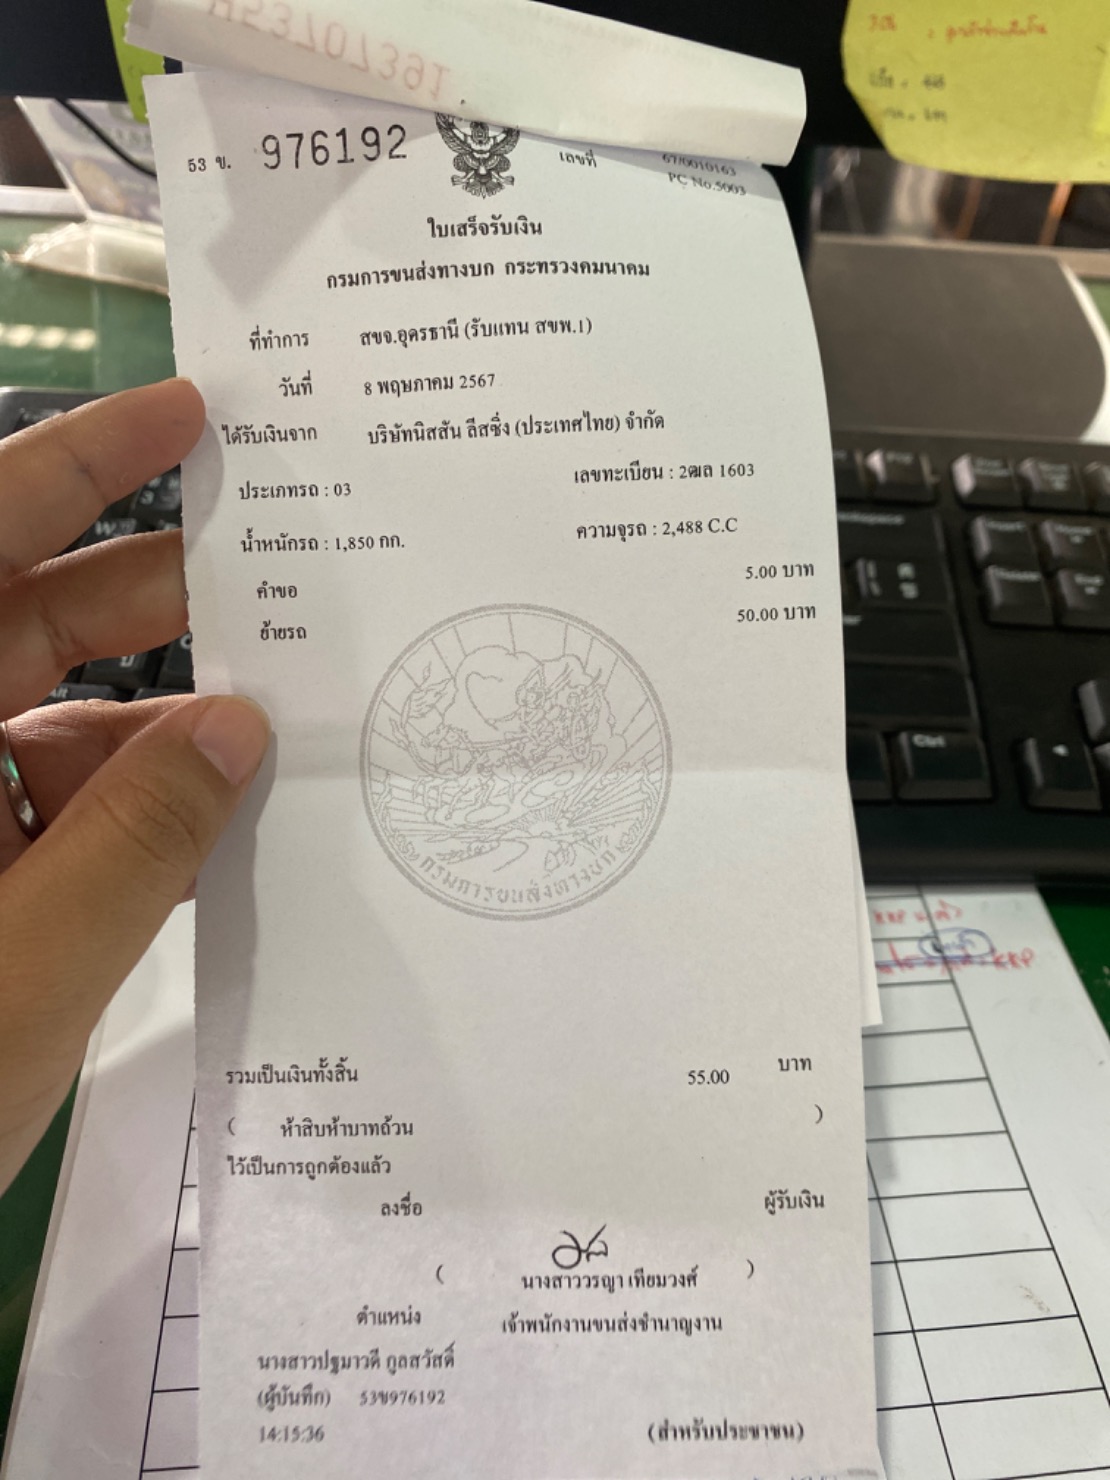 53 ข. 976192
เลขที่ 67/0010163
PC No.5003
ใบเสร็จรับเงิน
กรมการขนส่งทางบก กระทรวงคมนาคม
ที่ทำการ สขจ.อุดรธานี (รับแทน สขพ.1)
วันที่ 8 พฤษภาคม 2567
ได้รับเงินจาก บริษัทนิสสัน ลีสซิ่ง (ประเทศไทย) จำกัด
ประเภทรถ : 03 เลขทะเบียน : 2ฒล 1603
น้ำหนักรถ : 1,850 กก. ความจุรถ : 2,488 C.C
คำขอ 5.00 บาท
ย้ายรถ 50.00 บาท
กรมการขนส่งทางบก
รวมเป็นเงินทั้งสิ้น 55.00 บาท
( ห้าสิบห้าบาทถ้วน )
ไว้เป็นการถูกต้องแล้ว
ลงชื่อ ผู้รับเงิน
( นางสาววรญา เทียมวงศ์ )
ตำแหน่ง เจ้าพนักงานขนส่งชำนาญงาน
นางสาวปฐมาวดี กูลสวัสดิ์
(ผู้บันทึก) 53ข976192
14:15:36 (สำหรับประชาชน)
Ctrl